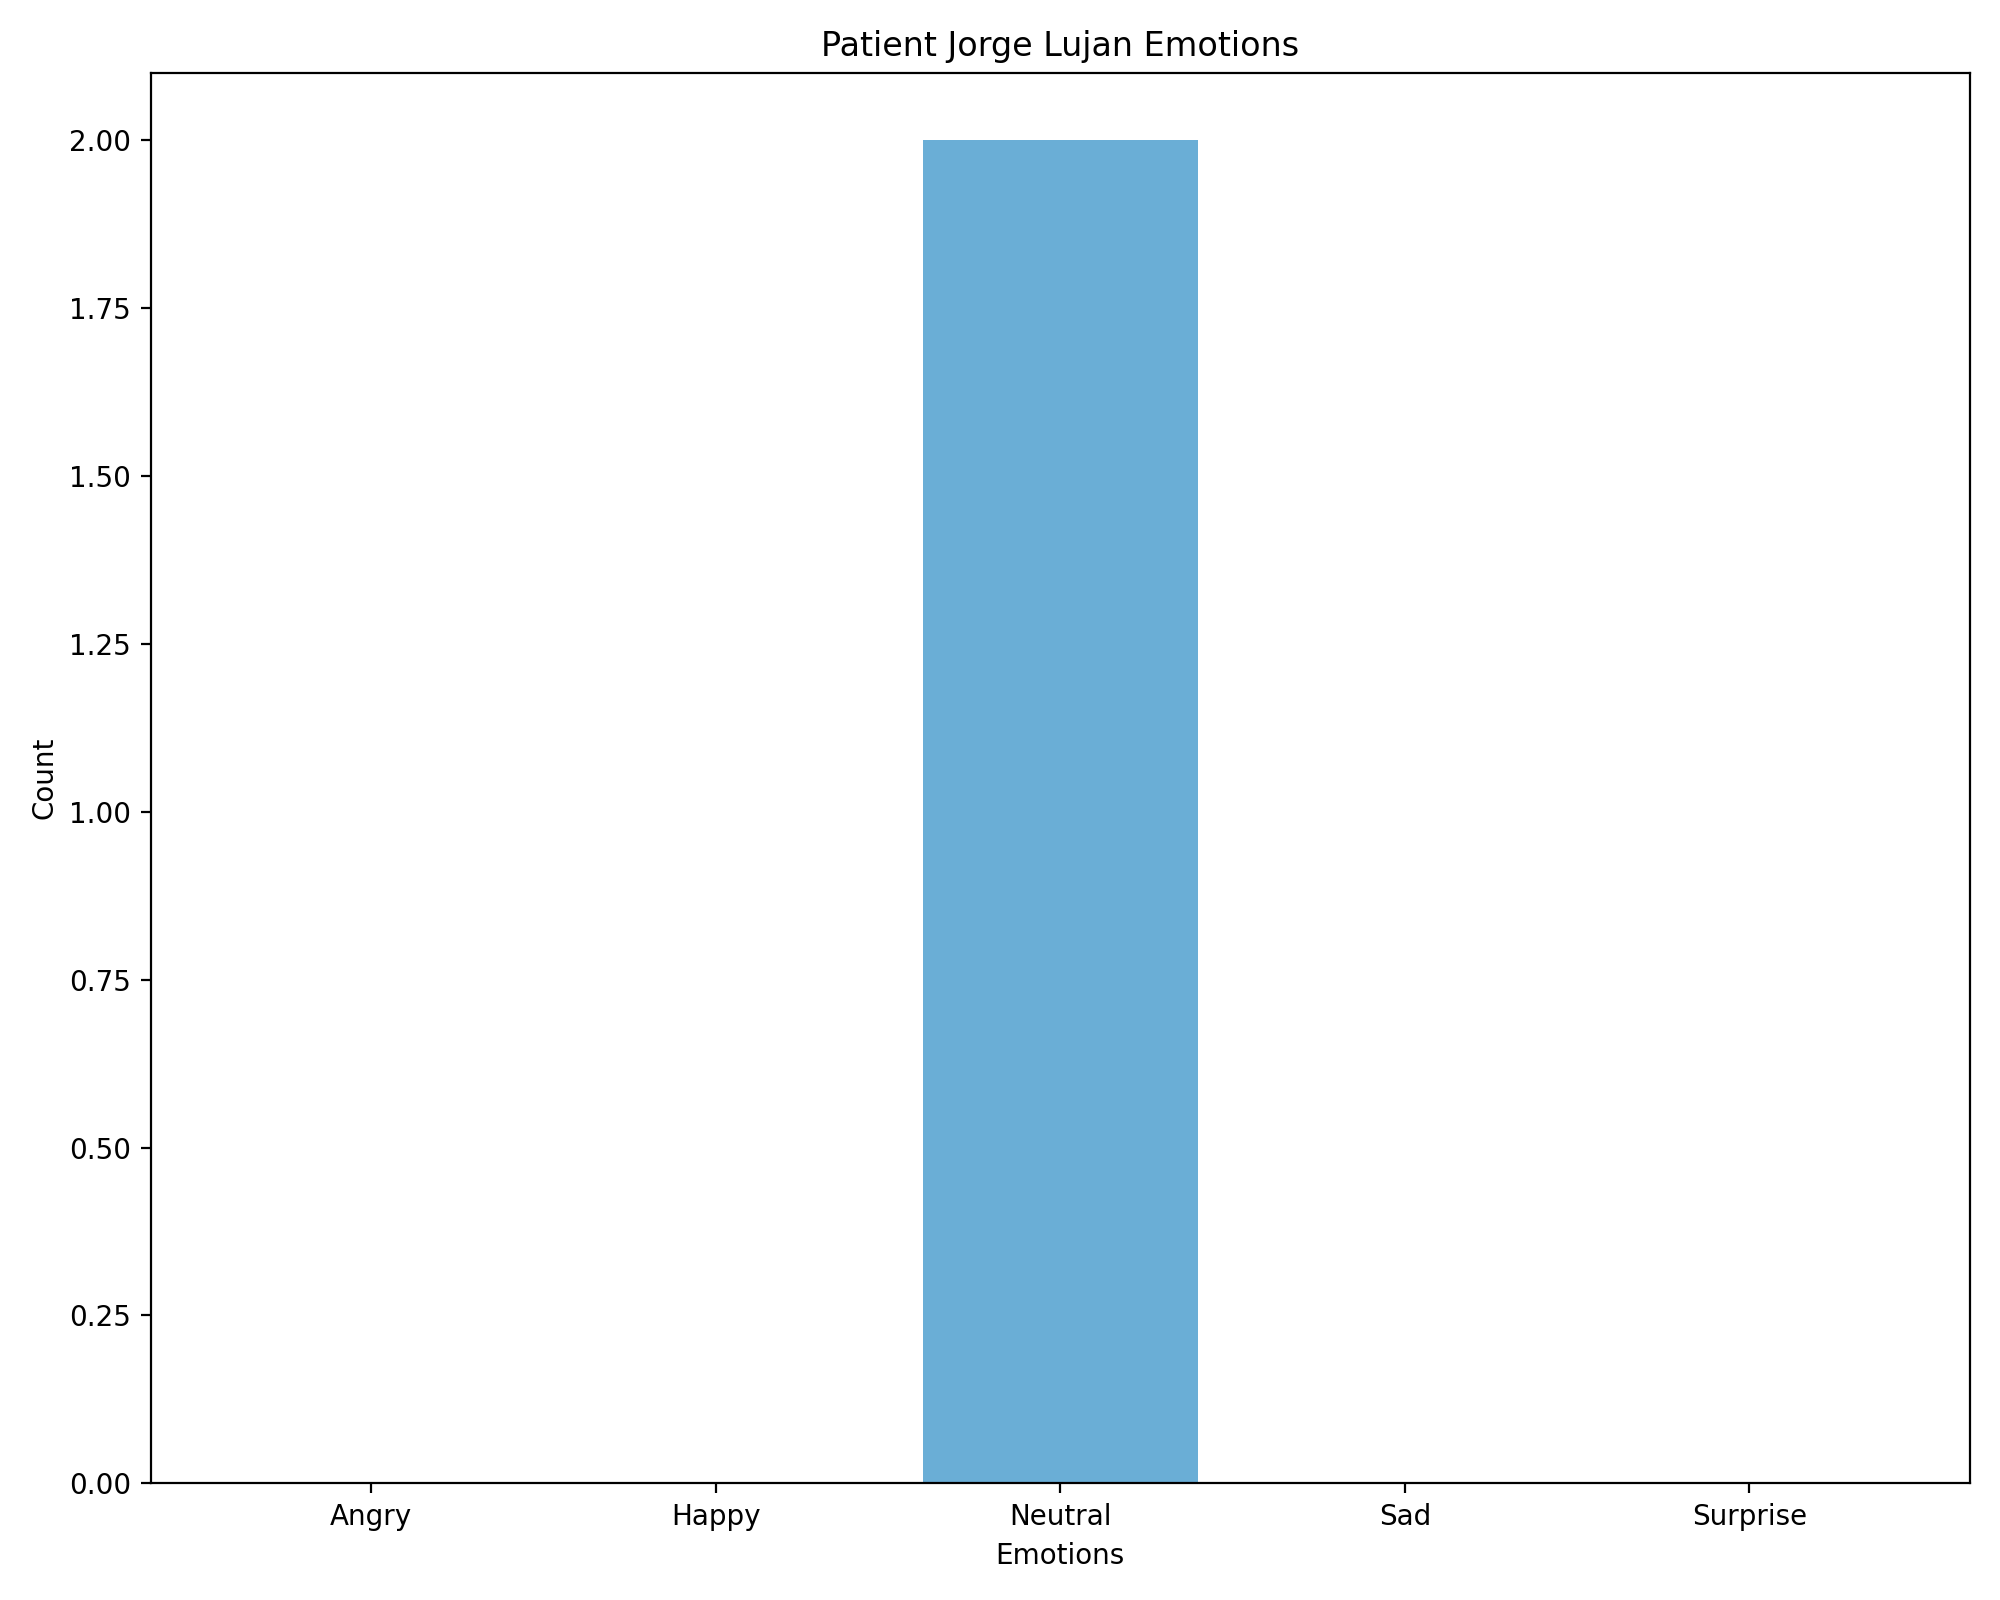 Patient Jorge Lujan Emotions
2.00
1.75
1.50
1.25
1.00
0.75
0.50
0.25
0.00
Count
Angry Happy Neutral Sad Surprise
Emotions